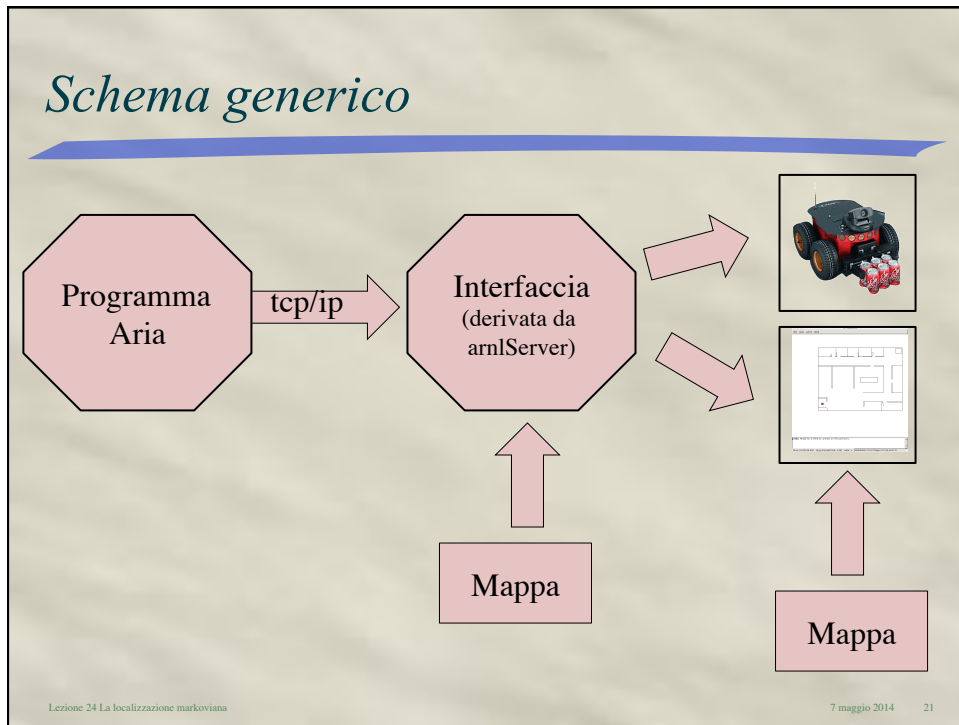 Schema generico
Programma
Aria
tcp/ip
Interfaccia
(derivata da
arnlServer)
Mappa
Mappa
Lezione 24 La localizzazione markoviana
7 maggio 2014
21